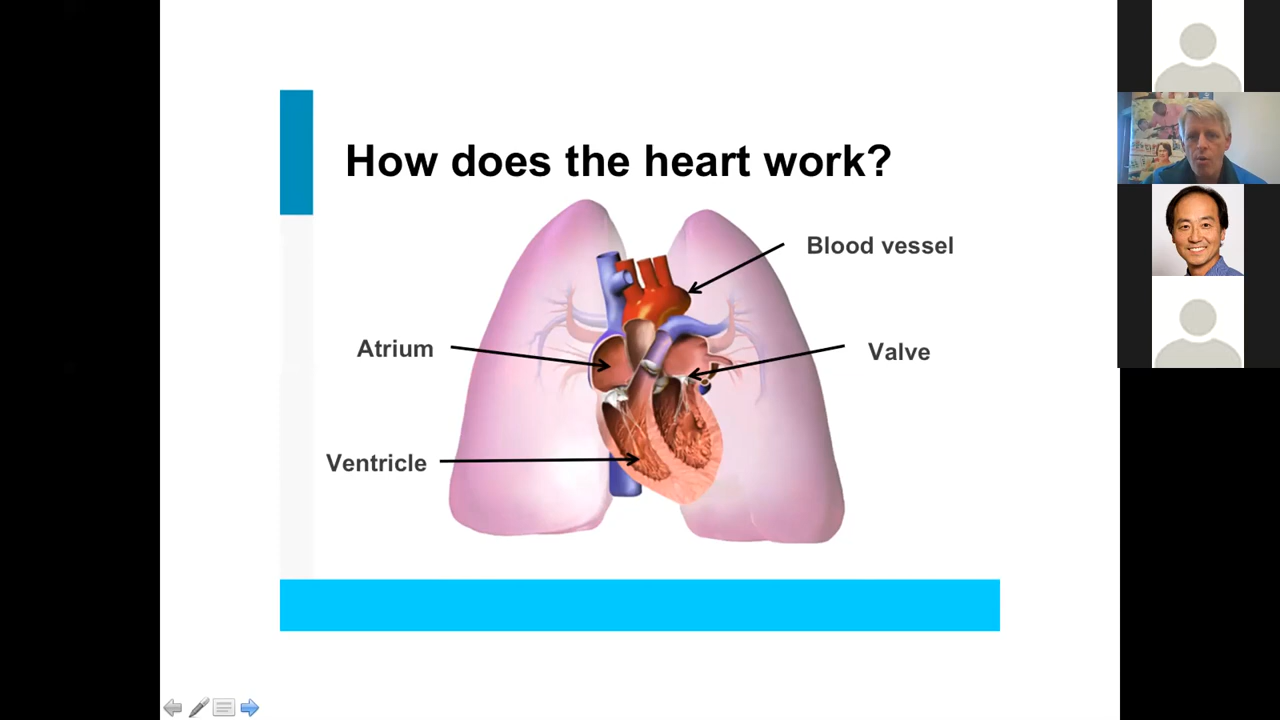 How does the heart work?
Blood vessel
Atrium
Valve
Ventricle